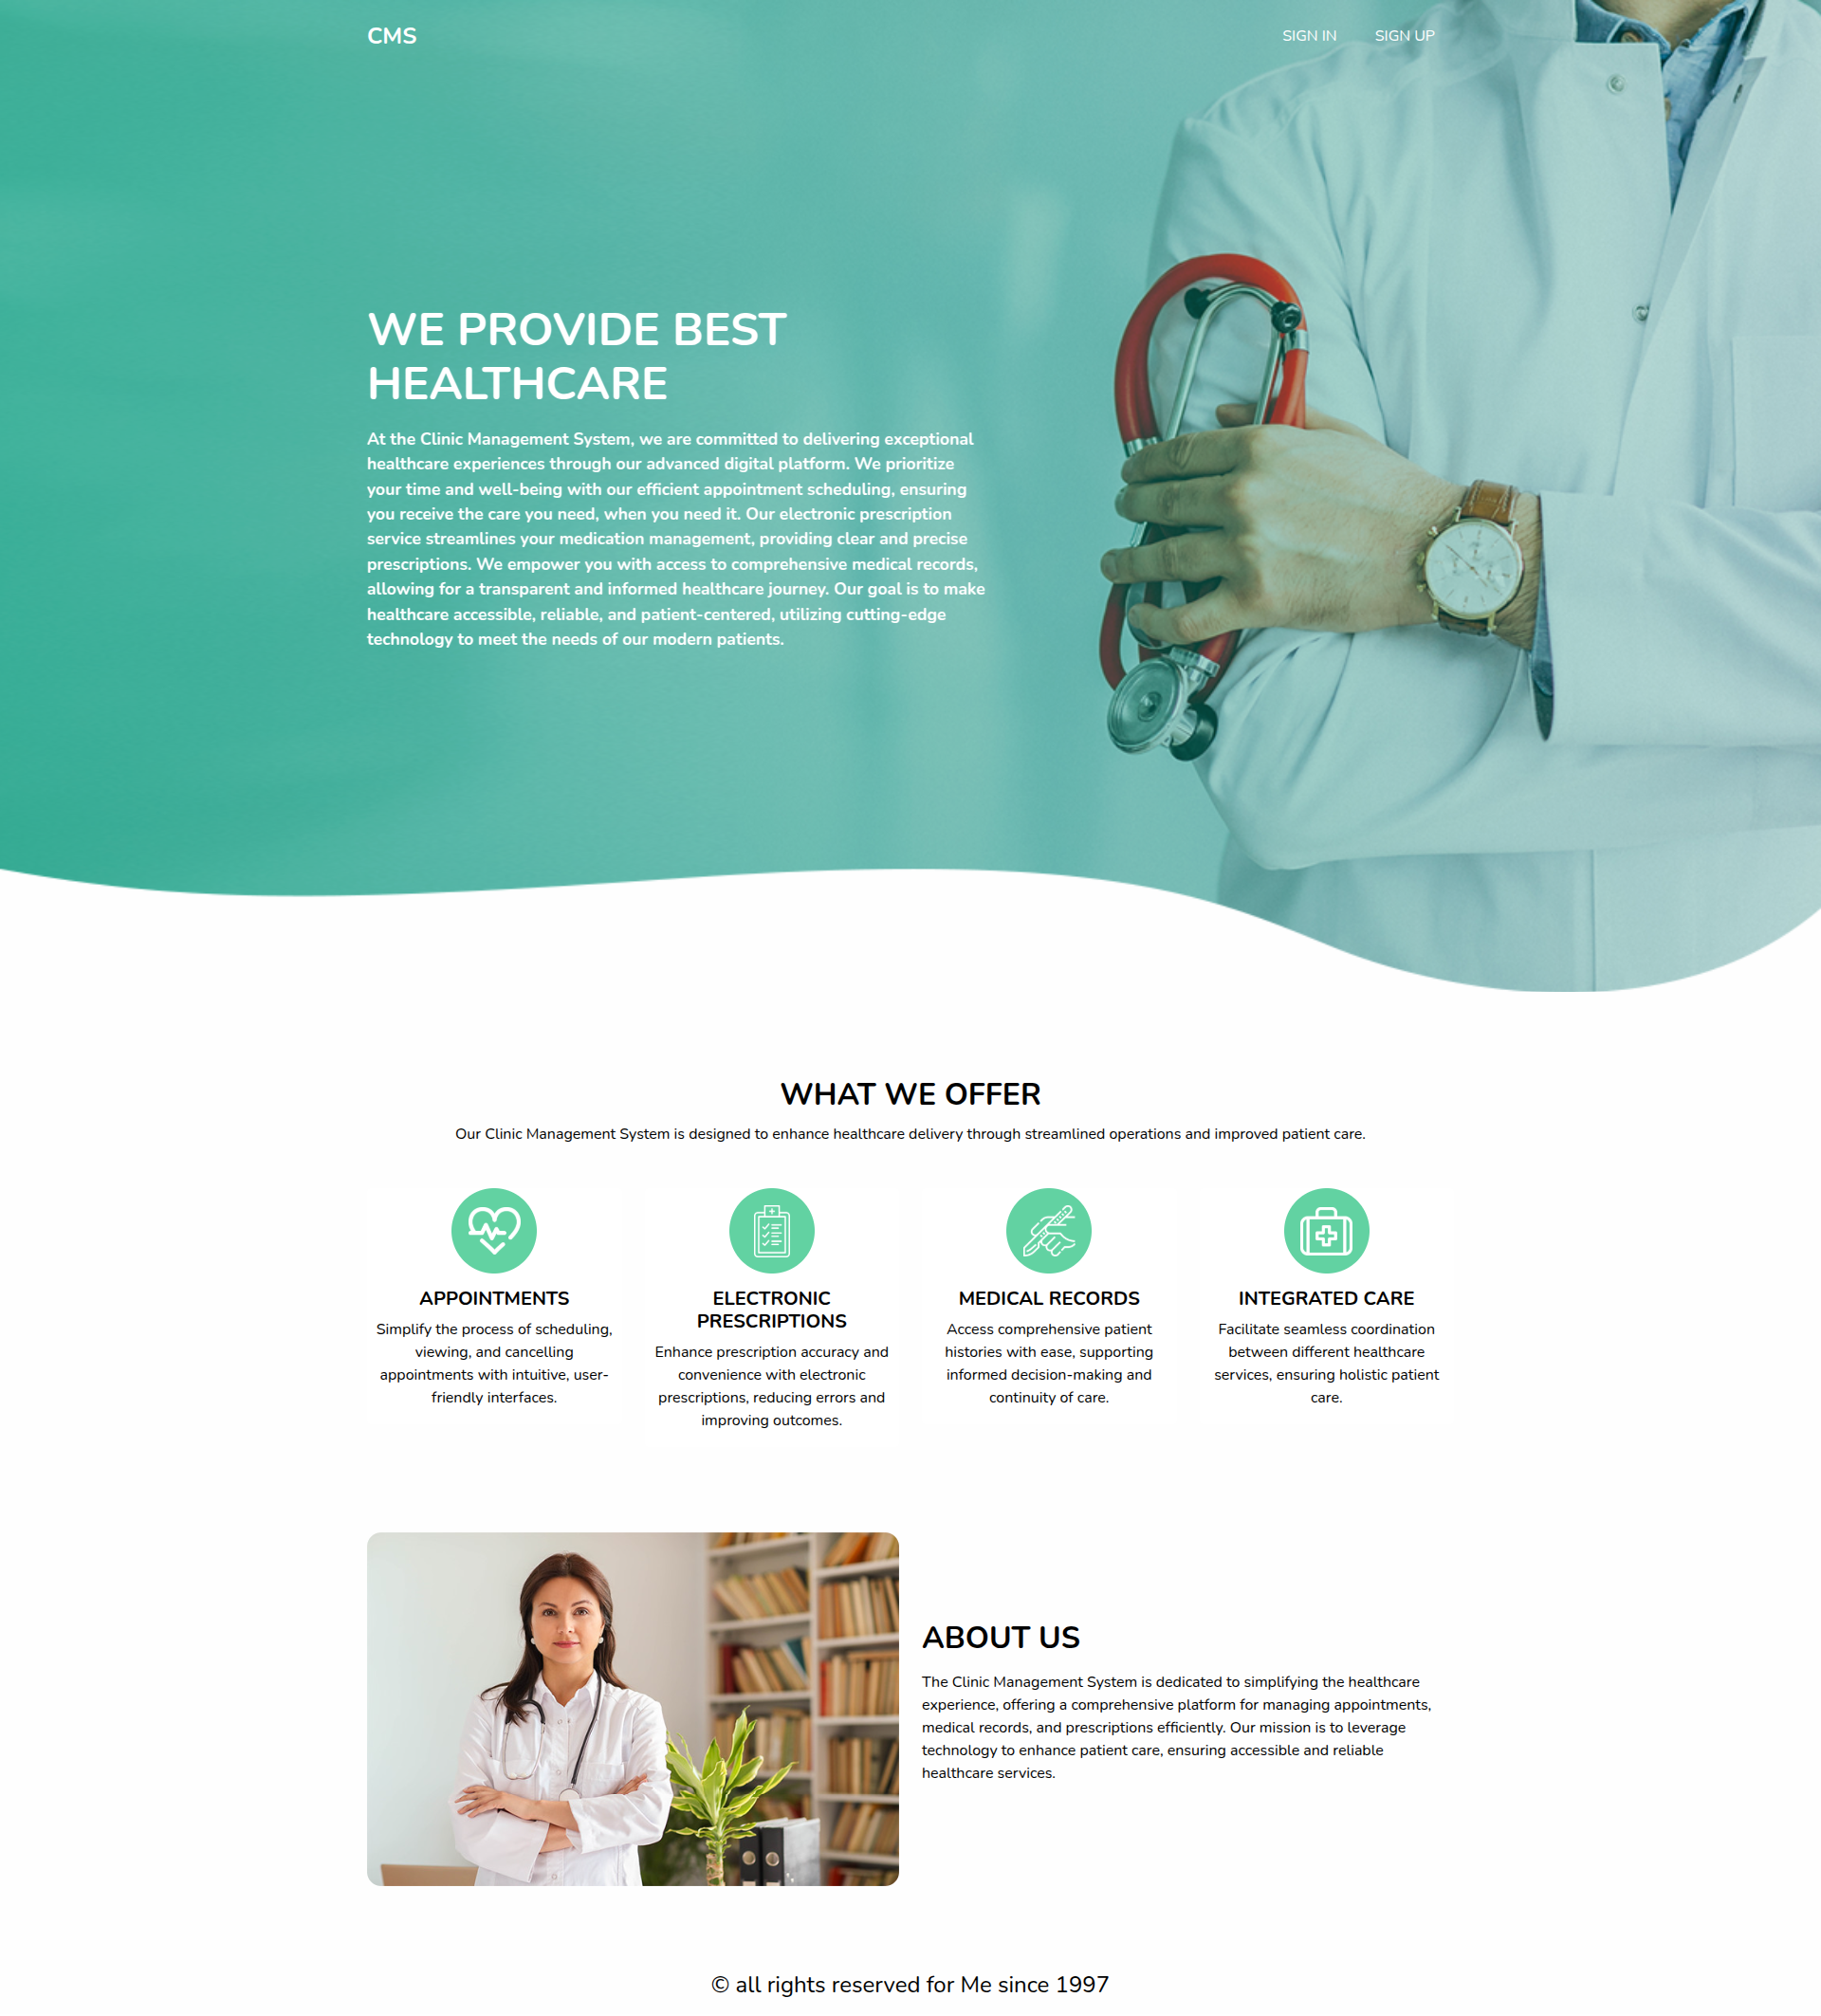 CMS
SIGN IN
SIGN UP
WE PROVIDE BEST
HEALTHCARE
At the Clinic Management System, we are committed to delivering exceptional
healthcare experiences through our advanced digital platform. We prioritize
your time and well-being with our efficient appointment scheduling, ensuring
you receive the care you need, when you need it. Our electronic prescription
service streamlines your medication management, providing clear and precise
prescriptions. We empower you with access to comprehensive medical records,
allowing for a transparent and informed healthcare journey. Our goal is to make
healthcare accessible, reliable, and patient-centered, utilizing cutting-edge
technology to meet the needs of our modern patients.
WHAT WE OFFER
Our Clinic Management System is designed to enhance healthcare delivery through streamlined operations and improved patient care.
APPOINTMENTS
Simplify the process of scheduling,
viewing, and cancelling
appointments with intuitive, user-
friendly interfaces.
ELECTRONIC
PRESCRIPTIONS
Enhance prescription accuracy and
convenience with electronic
prescriptions, reducing errors and
improving outcomes.
MEDICAL RECORDS
Access comprehensive patient
histories with ease, supporting
informed decision-making and
continuity of care.
INTEGRATED CARE
Facilitate seamless coordination
between different healthcare
services, ensuring holistic patient
care.
ABOUT US
The Clinic Management System is dedicated to simplifying the healthcare
experience, offering a comprehensive platform for managing appointments,
medical records, and prescriptions efficiently. Our mission is to leverage
technology to enhance patient care, ensuring accessible and reliable
healthcare services.
© all rights reserved for Me since 1997